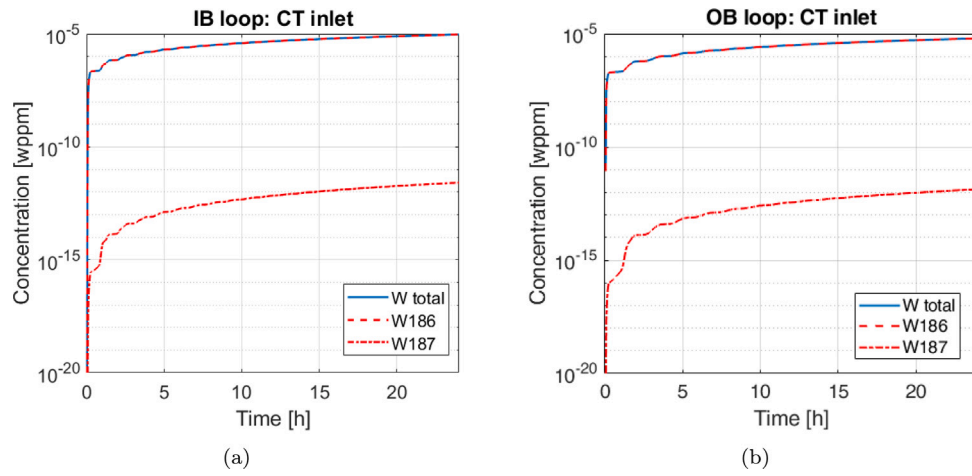 IB loop: CT inlet
10^-5
10^-10
10^-15
10^-20
Concentration [wppm]
W total
W186
W187
0 5 10 15 20
Time [h]
(a)
OB loop: CT inlet
10^-5
10^-10
10^-15
10^-20
Concentration [wppm]
W total
W186
W187
0 5 10 15 20
Time [h]
(b)